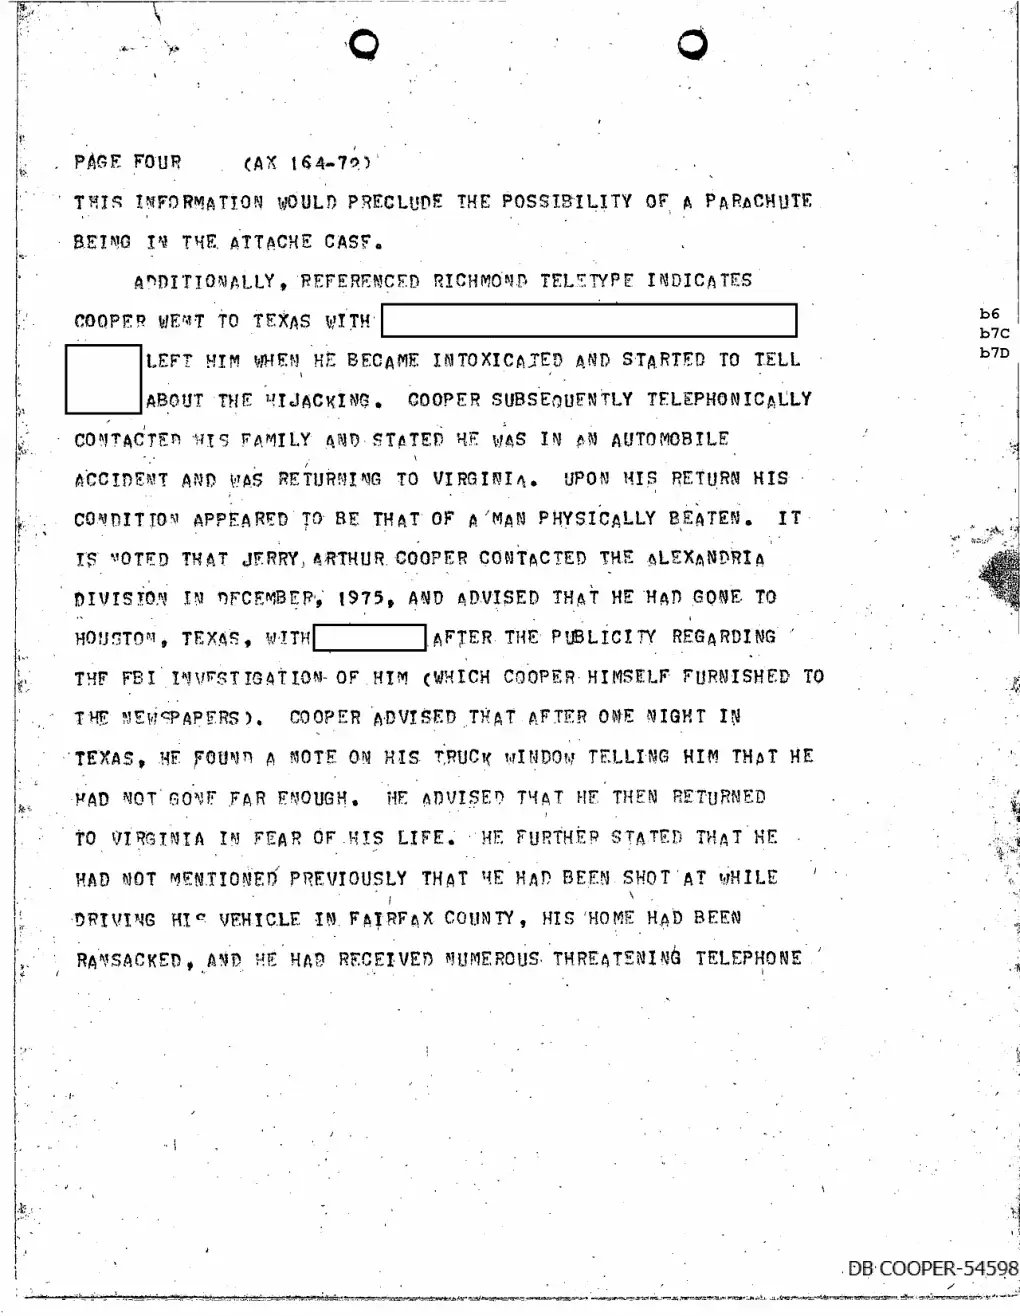 PAGE FOUR (AX 164-72)
THIS INFORMATION WOULD PRECLUDE THE POSSIBILITY OF A PARACHUTE
BEING IN THE ATTACHE CASE.
ADDITIONALLY, REFERENCED RICHMOND TELETYPE INDICATES
COOPER WENT TO TEXAS WITH
b6
b7C
b7D
LEFT HIM WHEN HE BECAME INTOXICATED AND STARTED TO TELL
ABOUT THE HIJACKING. COOPER SUBSEQUENTLY TELEPHONICALLY
CONTACTED HIS FAMILY AND STATED HE WAS IN AN AUTOMOBILE
ACCIDENT AND WAS RETURNING TO VIRGINIA. UPON HIS RETURN HIS
CONDITION APPEARED TO BE THAT OF A MAN PHYSICALLY BEATEN. IT
IS NOTED THAT JERRY ARTHUR COOPER CONTACTED THE ALEXANDRIA
DIVISION IN DECEMBER, 1975, AND ADVISED THAT HE HAD GONE TO
HOUSTON, TEXAS, WITH AFTER THE PUBLICITY REGARDING
THE FBI INVESTIGATION OF HIM (WHICH COOPER HIMSELF FURNISHED TO
THE NEWSPAPERS). COOPER ADVISED THAT AFTER ONE NIGHT IN
TEXAS, HE FOUND A NOTE ON HIS TRUCK WINDOW TELLING HIM THAT HE
HAD NOT GONE FAR ENOUGH. HE ADVISED THAT HE THEN RETURNED
TO VIRGINIA IN FEAR OF HIS LIFE. HE FURTHER STATED THAT HE
HAD NOT MENTIONED PREVIOUSLY THAT HE HAD BEEN SHOT AT WHILE
DRIVING HIS VEHICLE IN FAIRFAX COUNTY, HIS HOME HAD BEEN
RANSACKED, AND HE HAD RECEIVED NUMEROUS THREATENING TELEPHONE
DB COOPER-54598